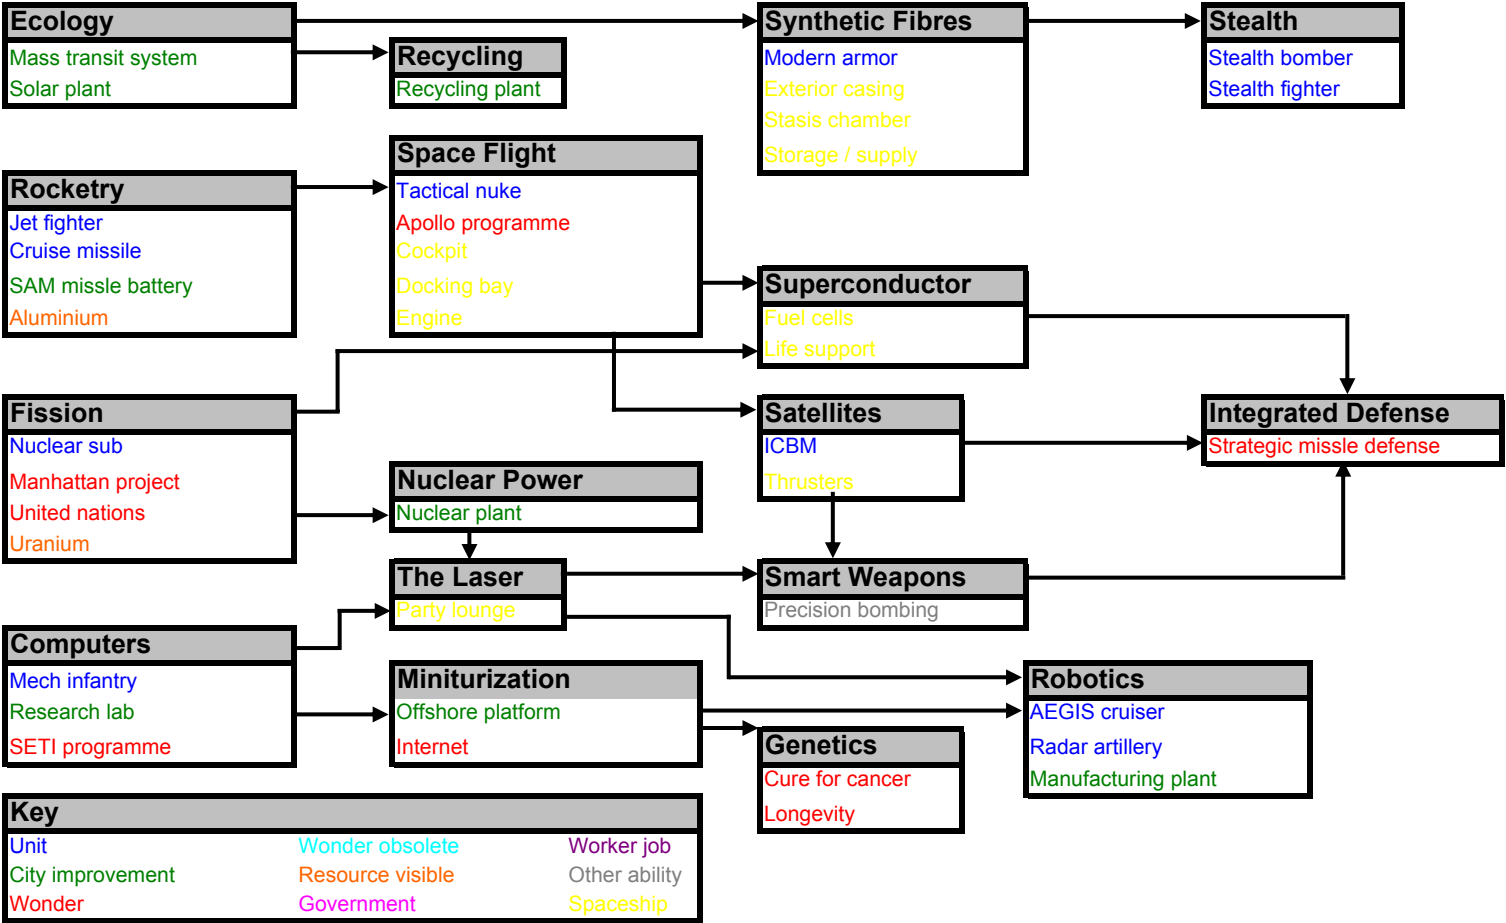 Ecology
Mass transit system
Solar plant
Recycling
Recycling plant
Synthetic Fibres
Modern armor
Exterior casing
Stasis chamber
Storage / supply
Stealth
Stealth bomber
Stealth fighter
Rocketry
Jet fighter
Cruise missile
SAM missle battery
Aluminium
Space Flight
Tactical nuke
Apollo programme
Cockpit
Docking bay
Engine
Superconductor
Fuel cells
Life support
Fission
Nuclear sub
Manhattan project
United nations
Uranium
Satellites
ICBM
Thrusters
Integrated Defense
Strategic missle defense
Nuclear Power
Nuclear plant
The Laser
Party lounge
Smart Weapons
Precision bombing
Computers
Mech infantry
Research lab
SETI programme
Miniturization
Offshore platform
Internet
Genetics
Cure for cancer
Longevity
Robotics
AEGIS cruiser
Radar artillery
Manufacturing plant
Key
Unit Wonder obsolete Worker job
City improvement Resource visible Other ability
Wonder Government Spaceship